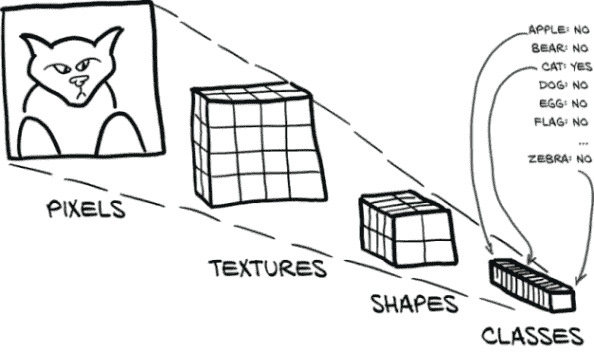 APPLE: NO
BEAR: NO
CAT: YES
DOG: NO
EGG: NO
FLAG: NO
...
ZEBRA: NO
PIXELS
TEXTURES
SHAPES
CLASSES